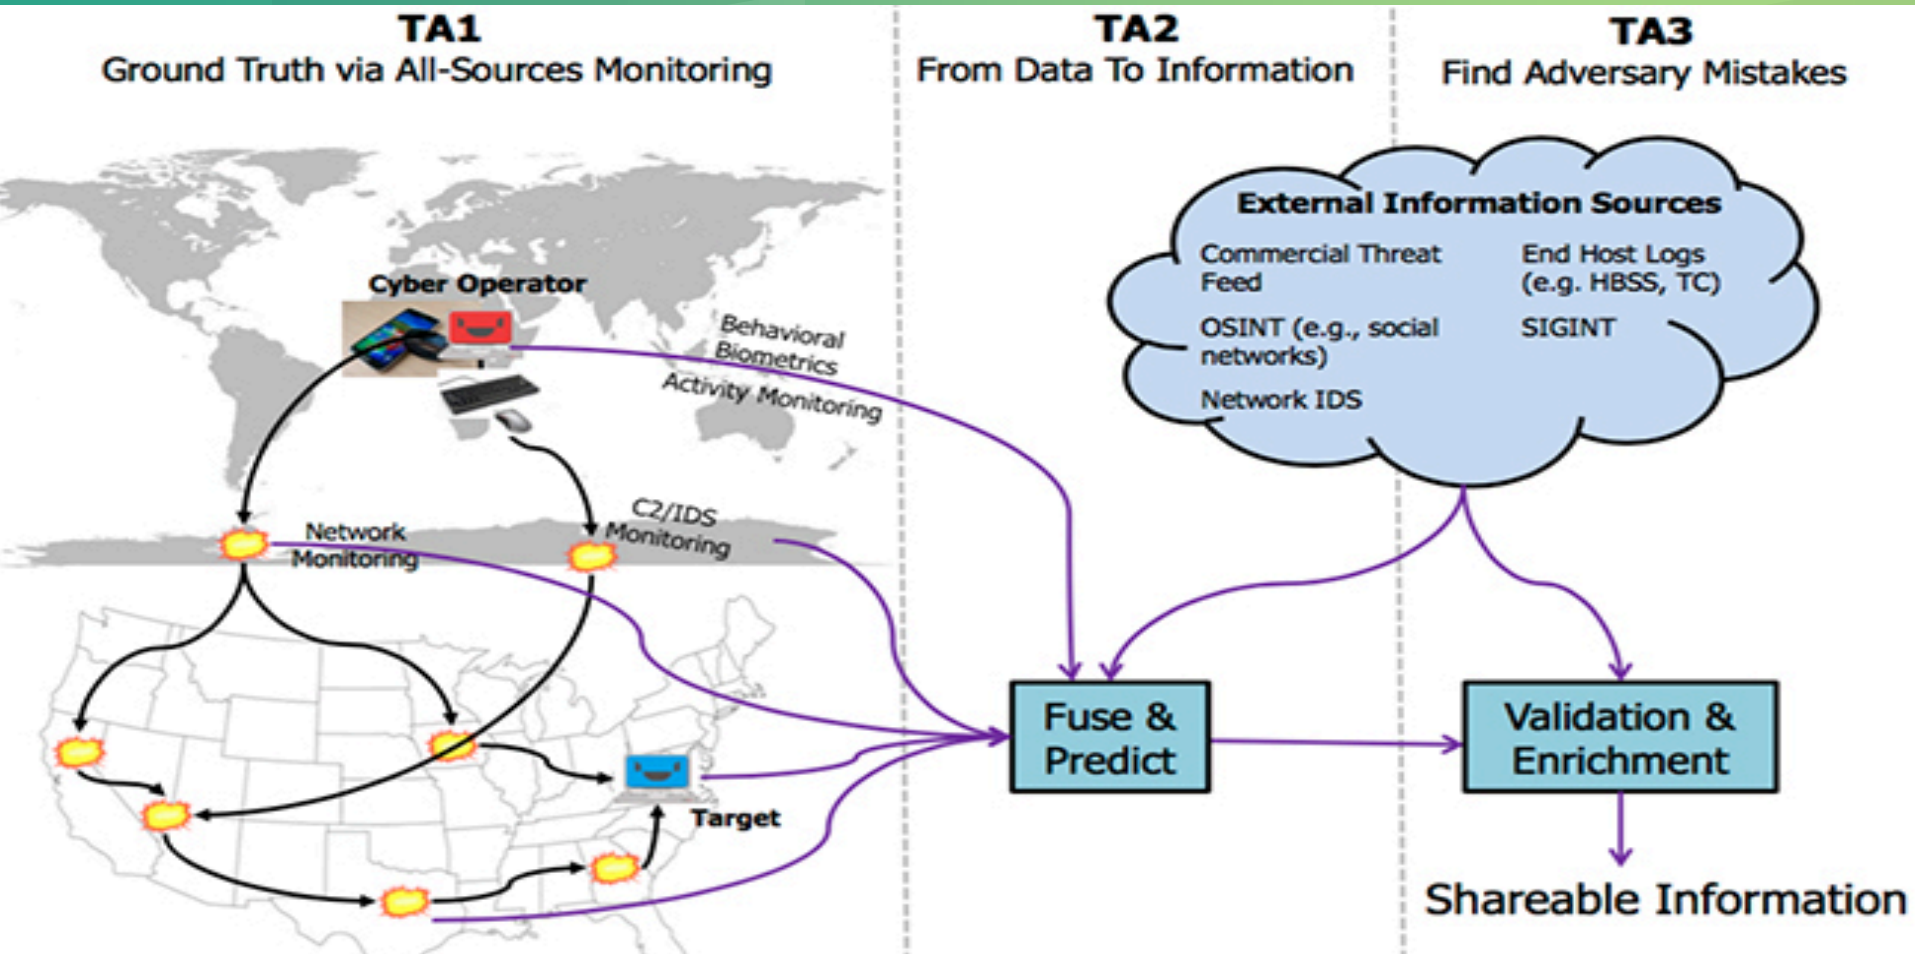 TA1
Ground Truth via All-Sources Monitoring
TA2
From Data To Information
TA3
Find Adversary Mistakes
Cyber Operator
Behavioral
Biometrics
Activity Monitoring
Network
Monitoring
C2/IDS
Monitoring
Target
External Information Sources
Commercial Threat
Feed
OSINT (e.g., social
networks)
Network IDS
End Host Logs
(e.g. HBSS, TC)
SIGINT
Fuse &
Predict
Validation &
Enrichment
Shareable Information